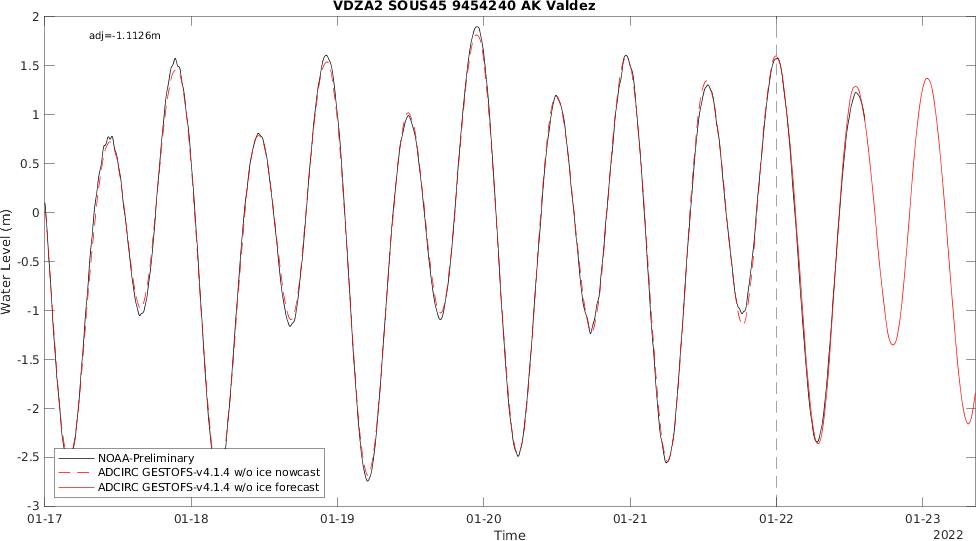 VDZA2 SOUS45 9454240 AK Valdez
adj=-1.1126m
Water Level (m)
2
1.5
1
0.5
0
-0.5
-1
-1.5
-2
-2.5
-3
NOAA-Preliminary
ADCIRC GESTOFS-v4.1.4 w/o ice nowcast
ADCIRC GESTOFS-v4.1.4 w/o ice forecast
01-17 01-18 01-19 01-20 01-21 01-22 01-23
Time
2022